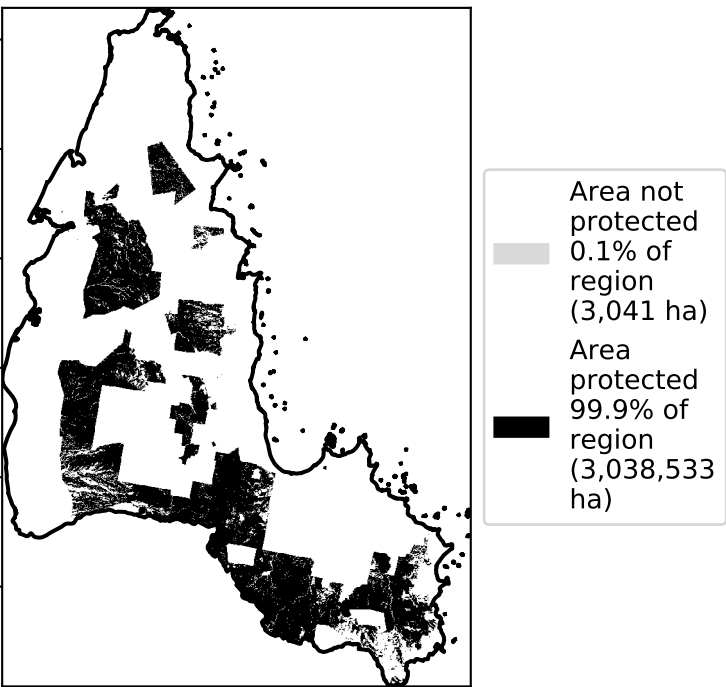 Area not
protected
0.1% of
region
(3,041 ha)
Area
protected
99.9% of
region
(3,038,533
ha)